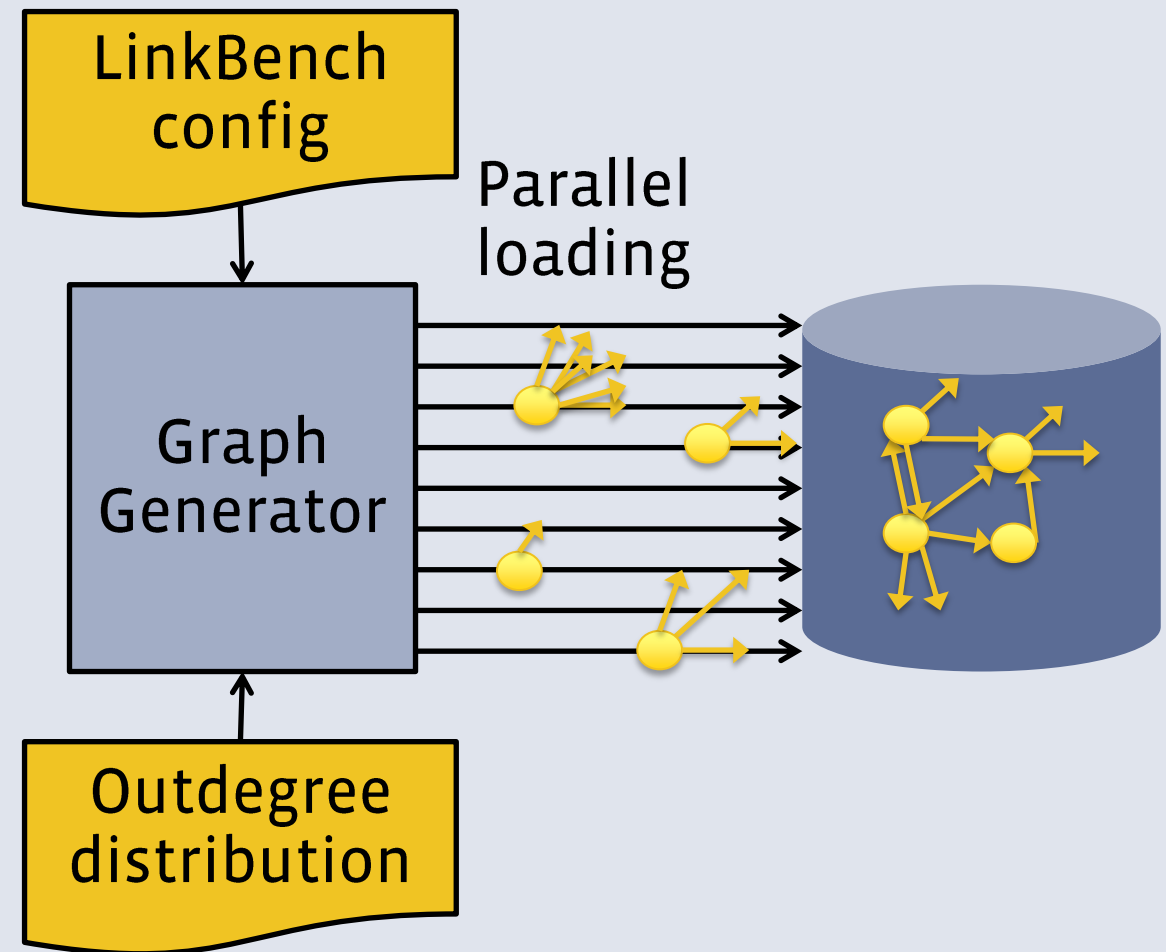 LinkBench
config
Parallel
loading
Graph
Generator
Outdegree
distribution